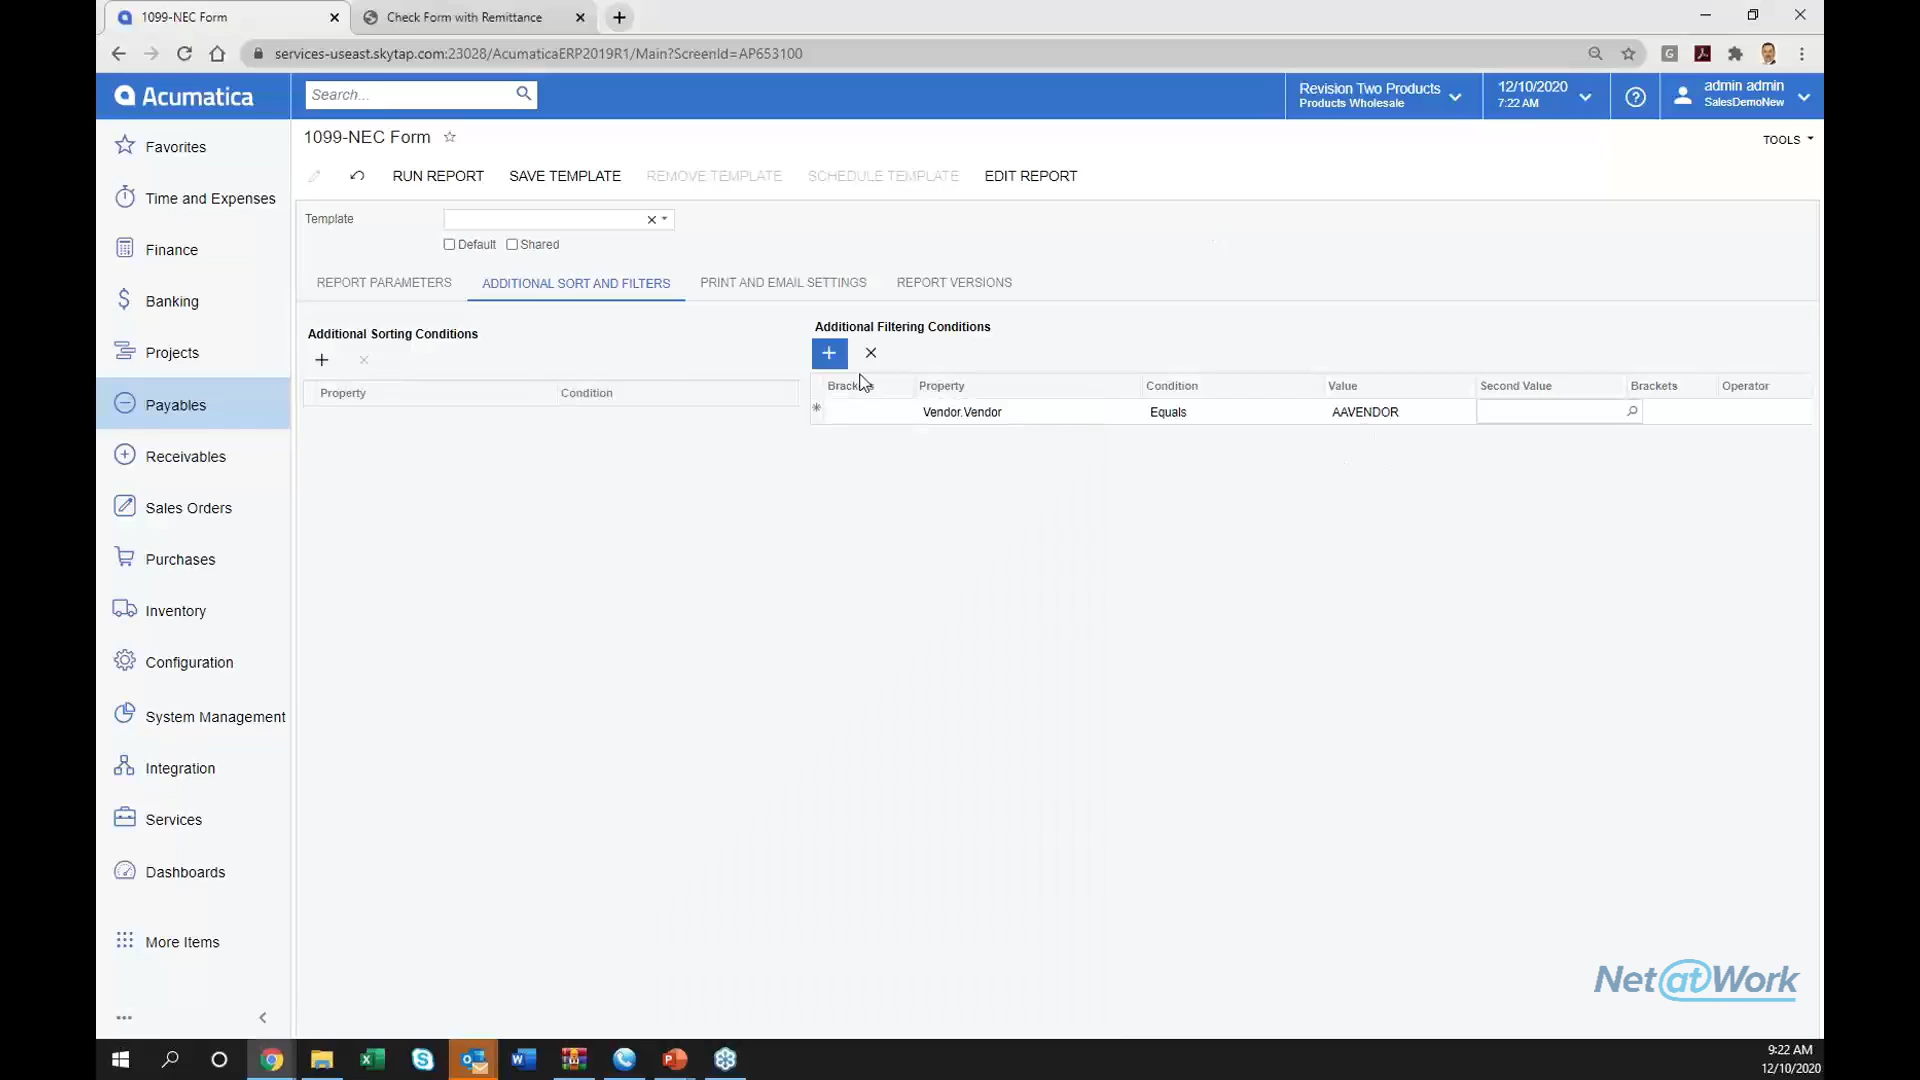 1099-NEC Form
Check Form with Remittance
services-useast.skytap.com:23028/AcumaticaERP2019R1/Main?ScreenId=AP653100
Acumatica
Search...
Revision Two Products
Products Wholesale
12/10/2020
7:22 AM
admin admin
SalesDemoNew
Favorites
Time and Expenses
Finance
Banking
Projects
Payables
Receivables
Sales Orders
Purchases
Inventory
Configuration
System Management
Integration
Services
Dashboards
More Items
1099-NEC Form
TOOLS
RUN REPORT SAVE TEMPLATE REMOVE TEMPLATE SCHEDULE TEMPLATE EDIT REPORT
Template
Default Shared
REPORT PARAMETERS ADDITIONAL SORT AND FILTERS PRINT AND EMAIL SETTINGS REPORT VERSIONS
Additional Sorting Conditions
Property Condition
Additional Filtering Conditions
Brackets Property Condition Value Second Value Brackets Operator
Vendor.Vendor Equals AAVENDOR
Net@Work
9:22 AM
12/10/2020